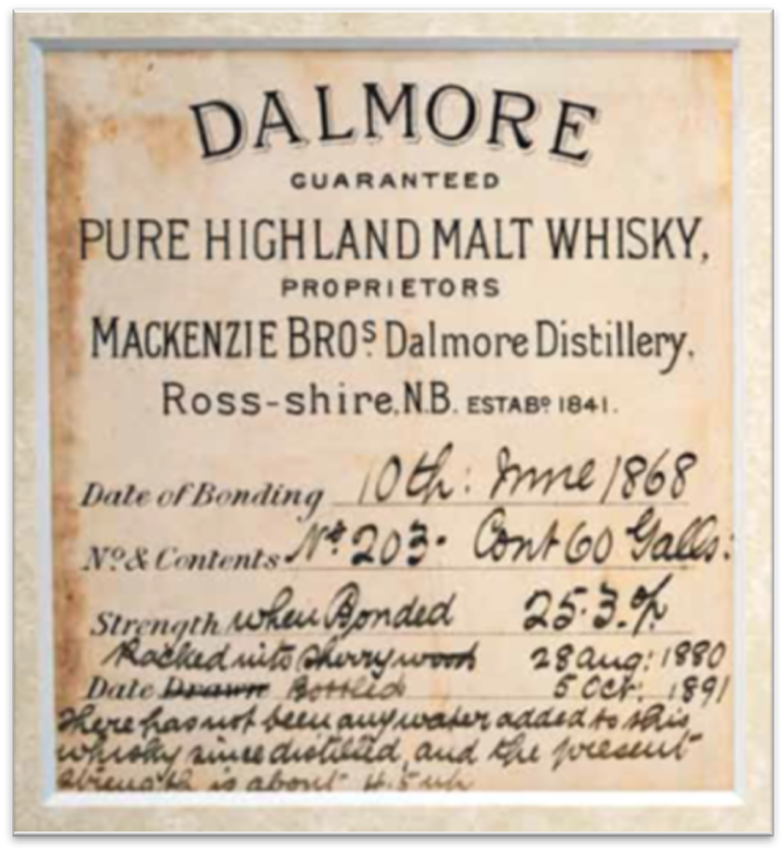 DALMORE
GUARANTEED
PURE HIGHLAND MALT WHISKY,
PROPRIETORS
MACKENZIE BROS. Dalmore Distillery.
Ross-shire, N.B. ESTABD 1841.
Date of Bonding 10th: June 1868
No. & Contents No. 203. Cont 60 Galls:
Strength when Bonded 25.3. o/p
Racked into Sherry wood 28 Aug: 1880
Date Drawn Bottled 5 Oct: 1891
There has not been any water added to this
whisky since distilled, and the present
strength is about 4.5 up